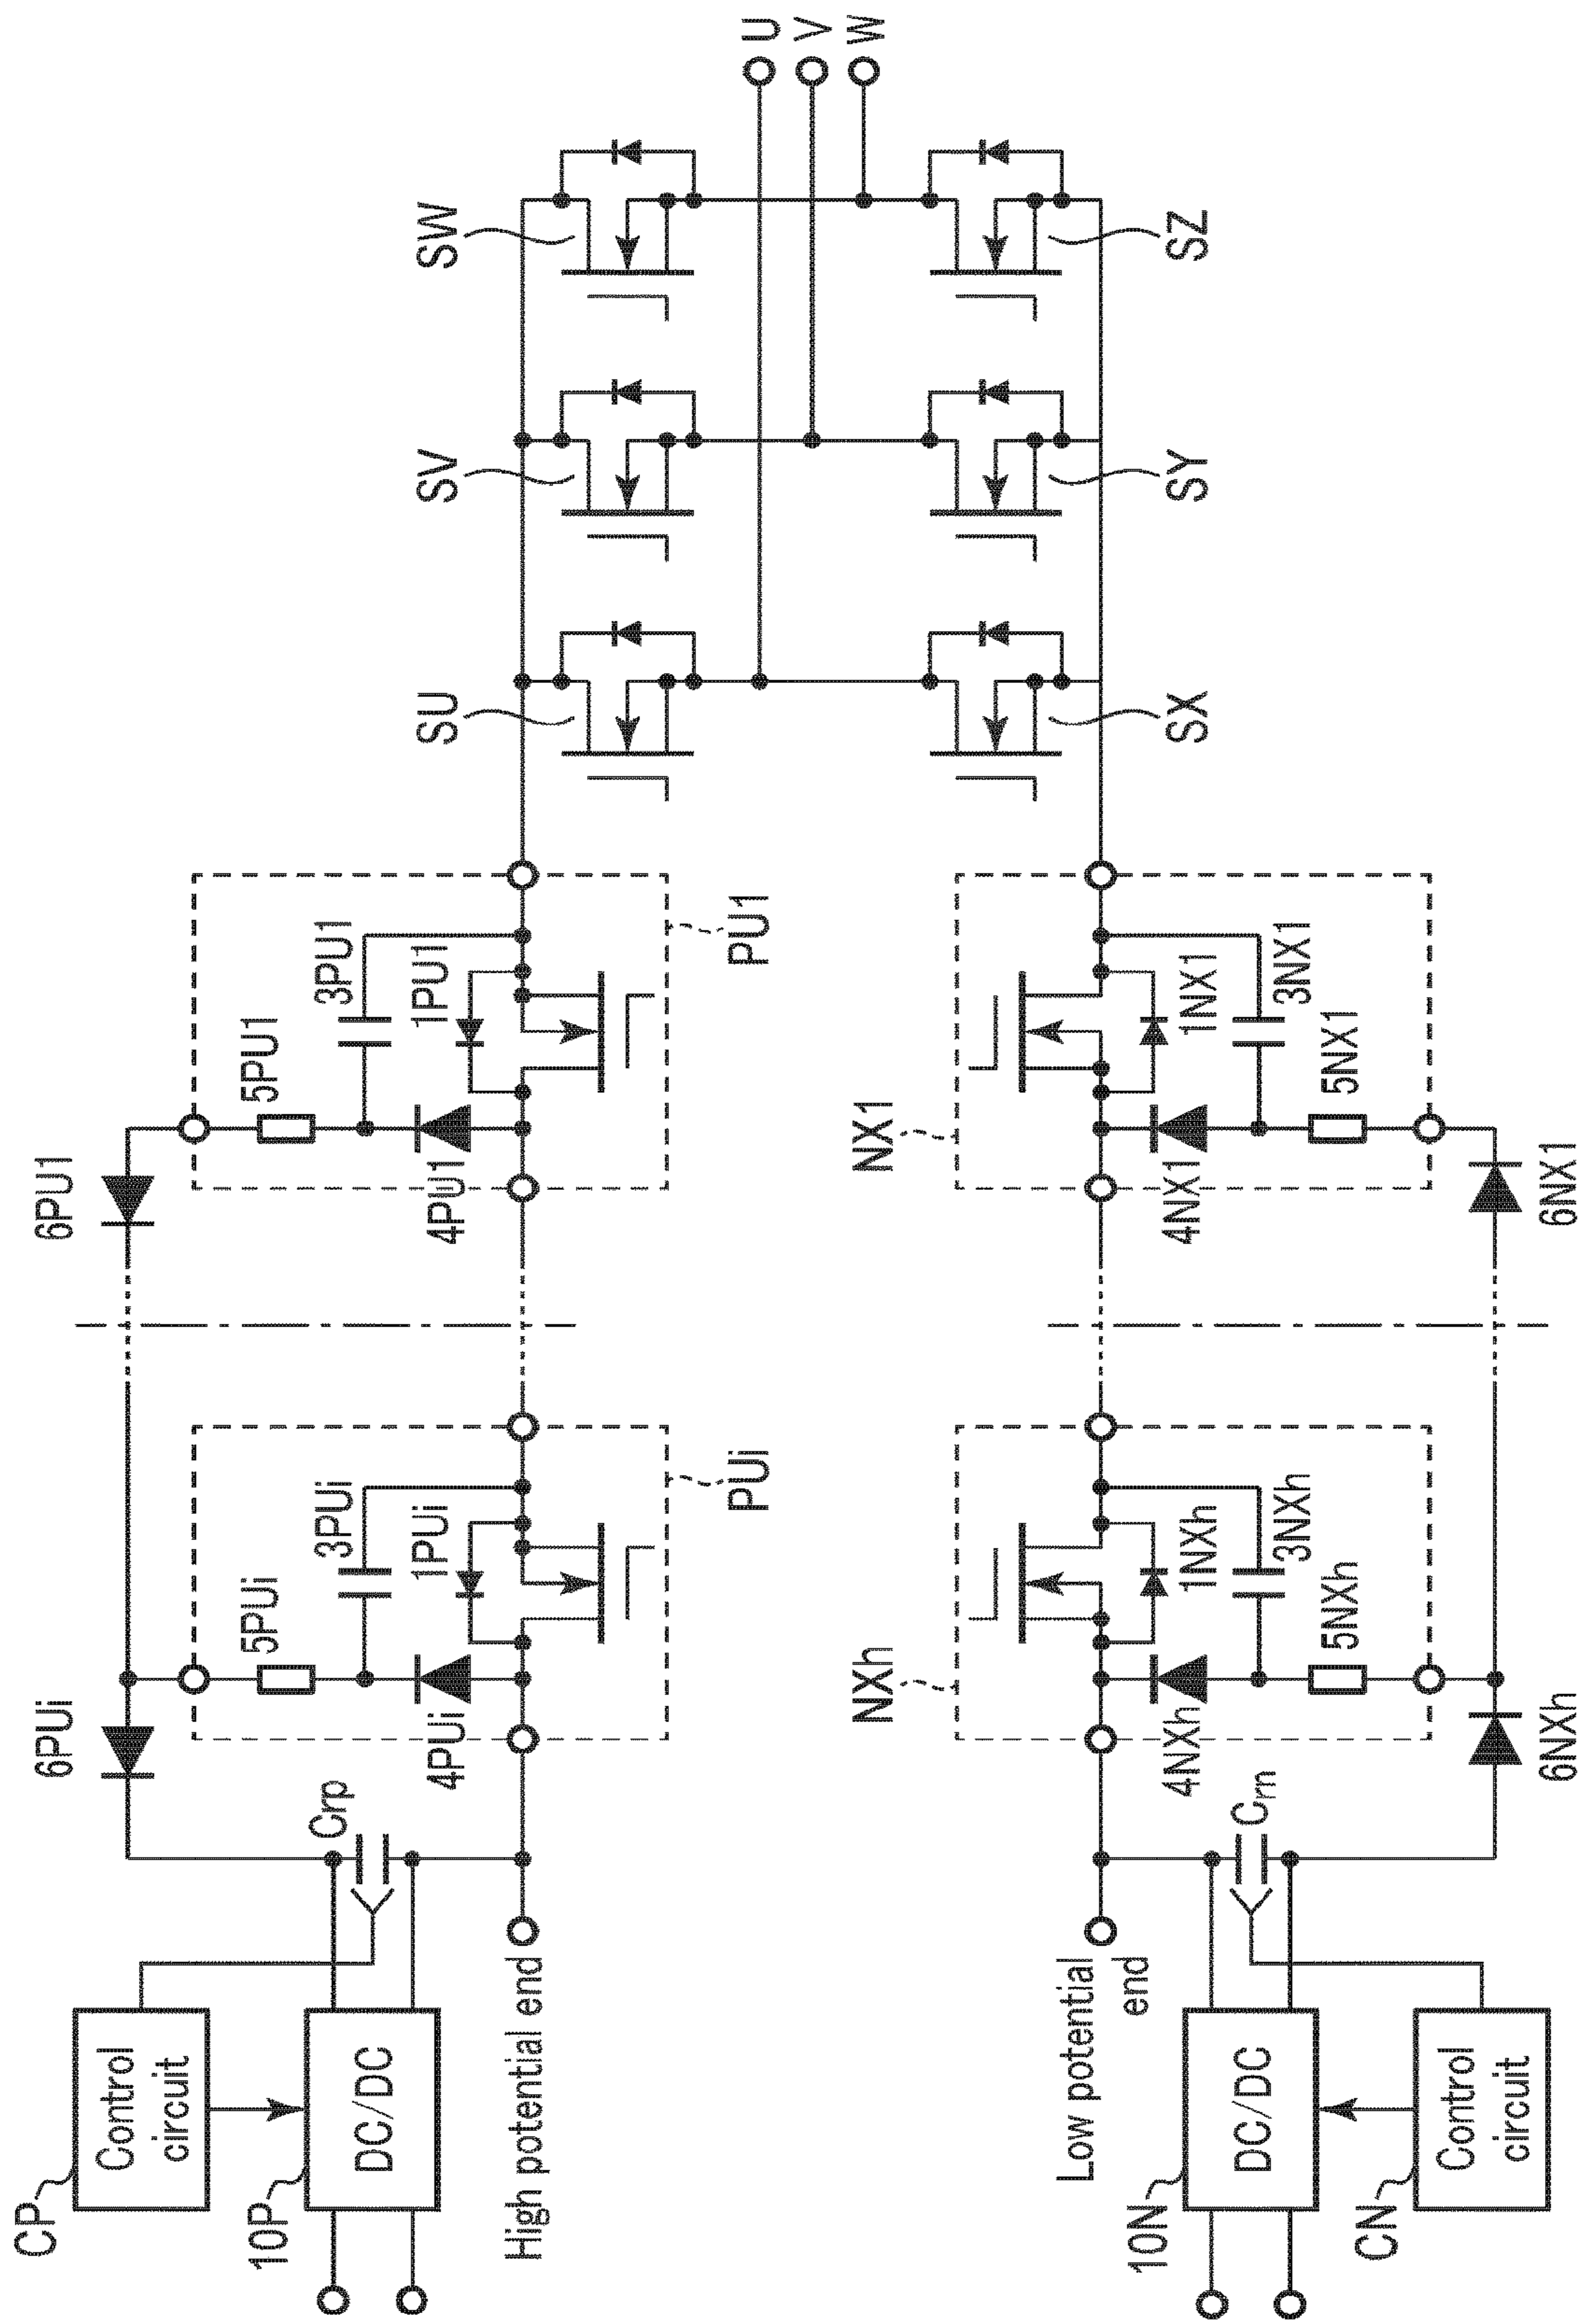 CP
Control
circuit
10P
DC/DC
High potential end
Crp
6PUi
5PUi
3PUi
1PUi
4PUi
PUi
6PU1
5PU1
3PU1
1PU1
4PU1
PU1
SU
SV
SW
U
V
W
SX
SY
SZ
NX1
1NX1
3NX1
4NX1
5NX1
6NX1
NXh
1NXh
3NXh
4NXh
5NXh
6NXh
Crn
Low potential
end
10N
DC/DC
CN
Control
circuit